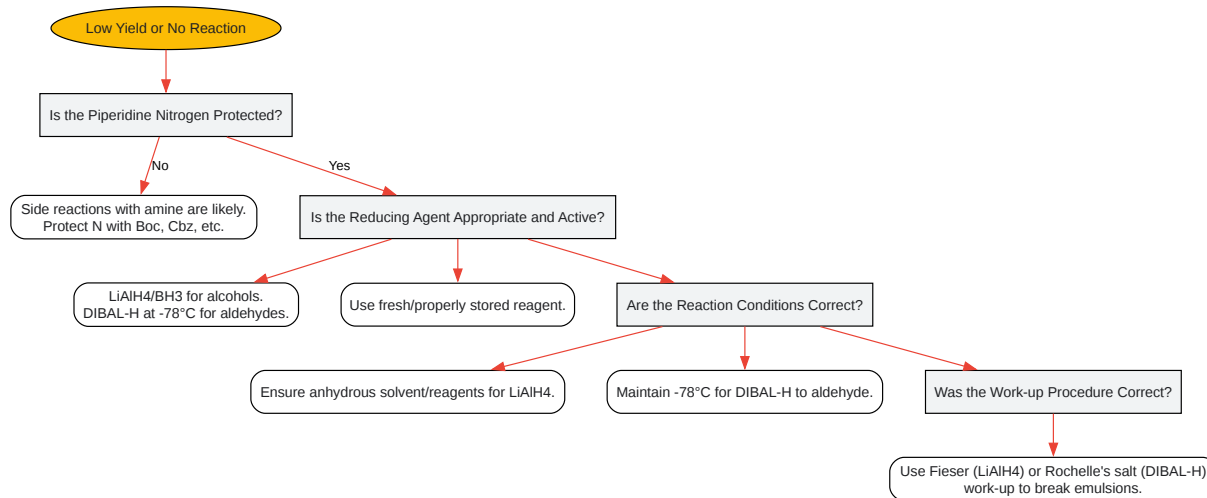 Low Yield or No Reaction
Is the Piperidine Nitrogen Protected?
No
Yes
Side reactions with amine are likely.
Protect N with Boc, Cbz, etc.
Is the Reducing Agent Appropriate and Active?
LiAlH4/BH3 for alcohols.
DIBAL-H at -78°C for aldehydes.
Use fresh/properly stored reagent.
Are the Reaction Conditions Correct?
Ensure anhydrous solvent/reagents for LiAlH4.
Maintain -78°C for DIBAL-H to aldehyde.
Was the Work-up Procedure Correct?
Use Fieser (LiAlH4) or Rochelle's salt (DIBAL-H)
work-up to break emulsions.